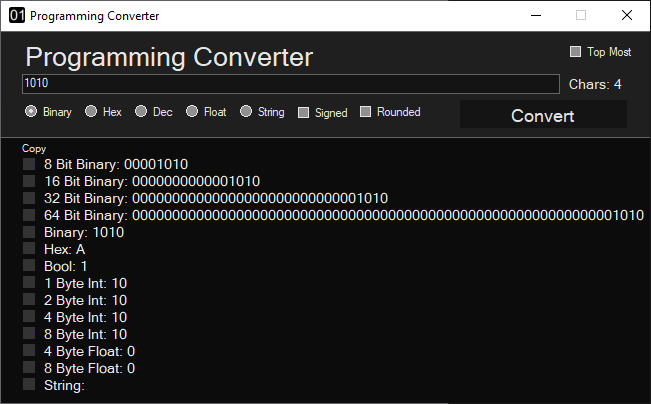 01 Programming Converter
Programming Converter
Top Most
1010
Chars: 4
Binary Hex Dec Float String Signed Rounded
Convert
Copy
8 Bit Binary: 00001010
16 Bit Binary: 0000000000001010
32 Bit Binary: 00000000000000000000000000001010
64 Bit Binary: 0000000000000000000000000000000000000000000000000000000000001010
Binary: 1010
Hex: A
Bool: 1
1 Byte Int: 10
2 Byte Int: 10
4 Byte Int: 10
8 Byte Int: 10
4 Byte Float: 0
8 Byte Float: 0
String: